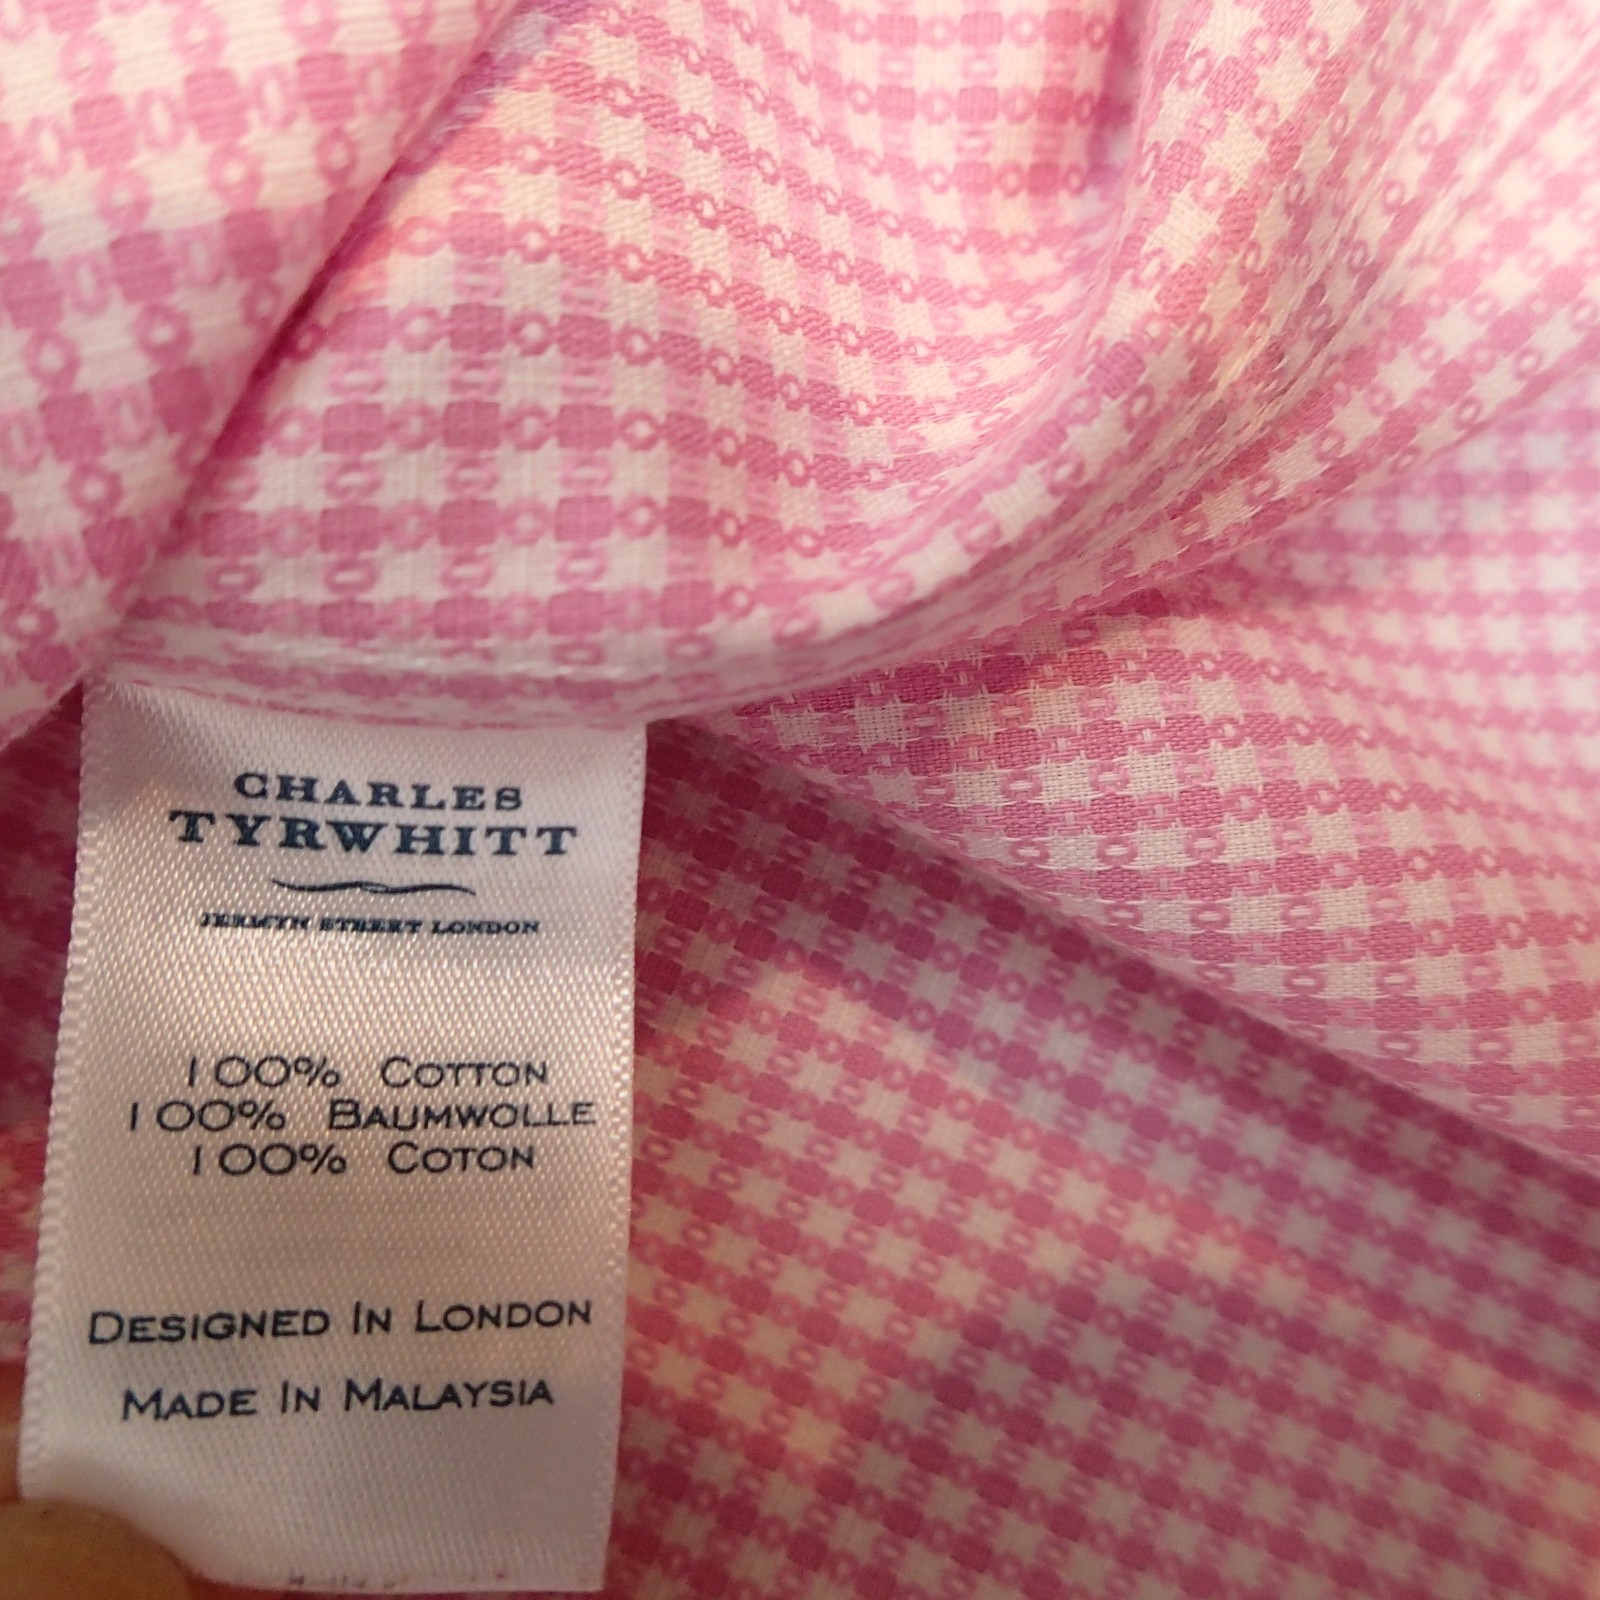 CHARLES
TYRWHITT
JERMYN STREET LONDON
100% COTTON
100% BAUMWOLLE
100% COTON
DESIGNED IN LONDON
MADE IN MALAYSIA